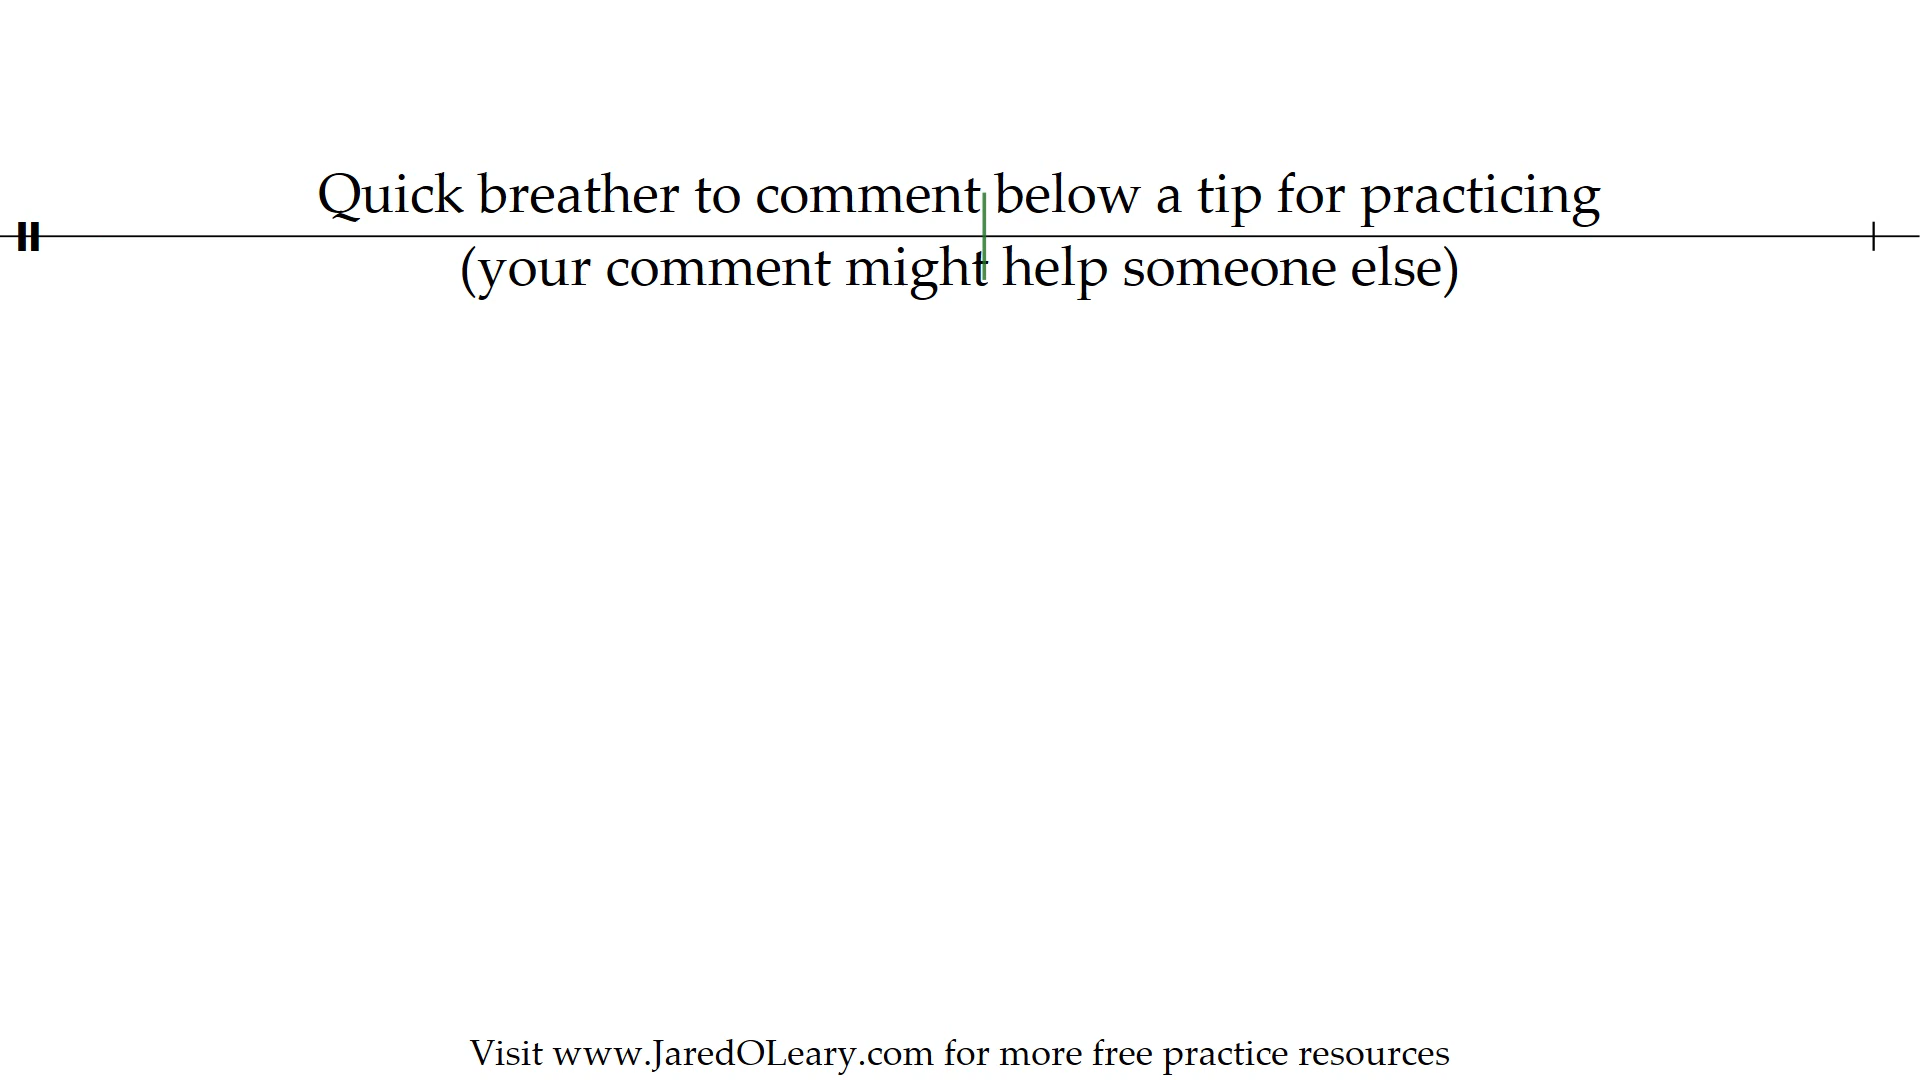 Quick breather to comment below a tip for practicing
(your comment might help someone else)
Visit www.JaredOLeary.com for more free practice resources